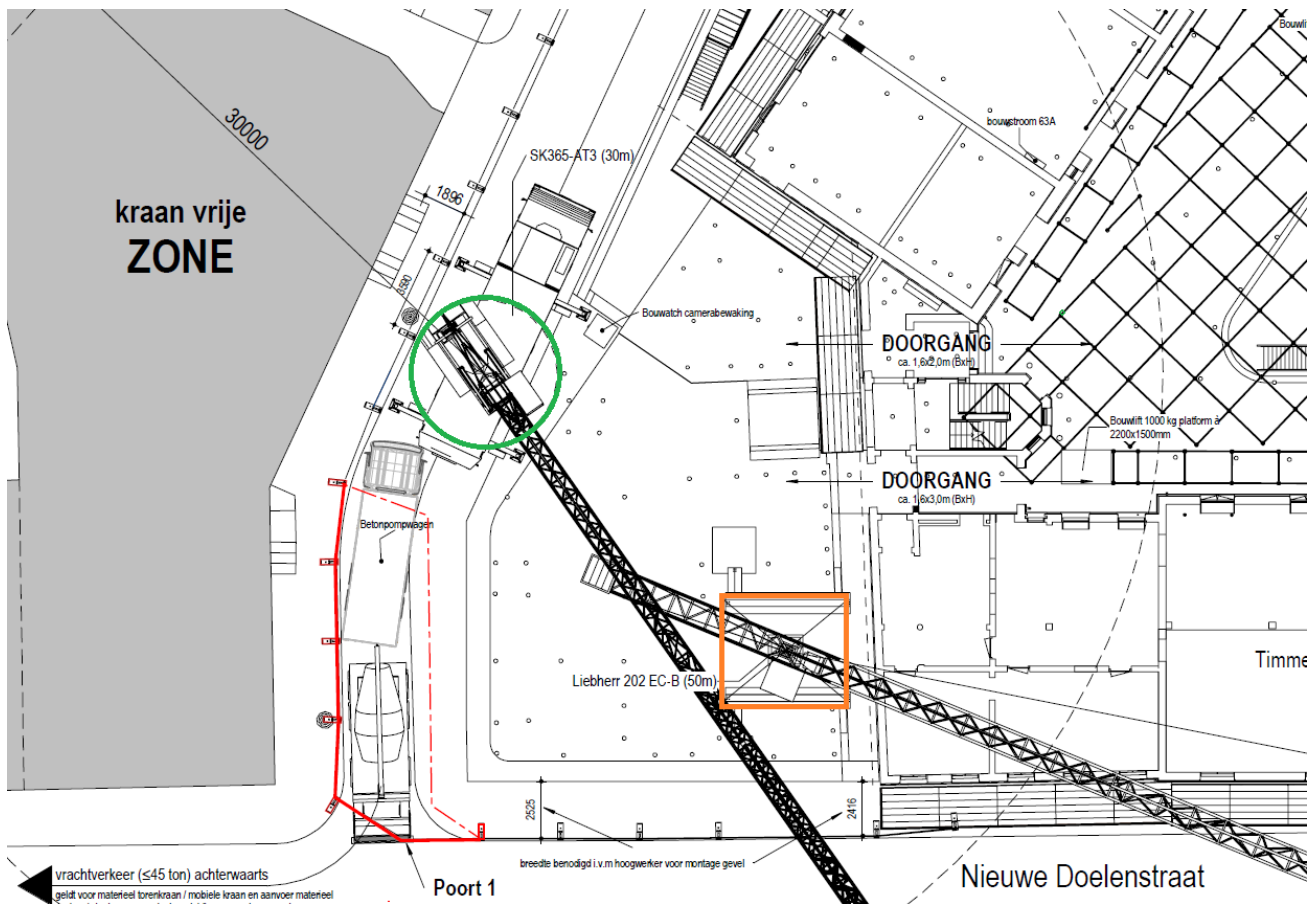 Bouwlif
30000
SK365-AT3 (30m)
bouwstroom 63A
1896
kraan vrije
ZONE
3590
Bouwatch camerabewaking
DOORGANG
ca. 1,6x2,0m (BxH)
Bouwlift 1000 kg platform à
2200x1500mm
DOORGANG
ca. 1,6x3,0m (BxH)
Betonpompwagen
Timme
Liebherr 202 EC-B (50m)
2525
2416
breedte benodigd i.v.m hoogwerker voor montage gevel
vrachtverkeer (≤45 ton) achterwaarts
geldt voor materieel torenkraan / mobiele kraan en aanvoer materieel
Poort 1
Nieuwe Doelenstraat